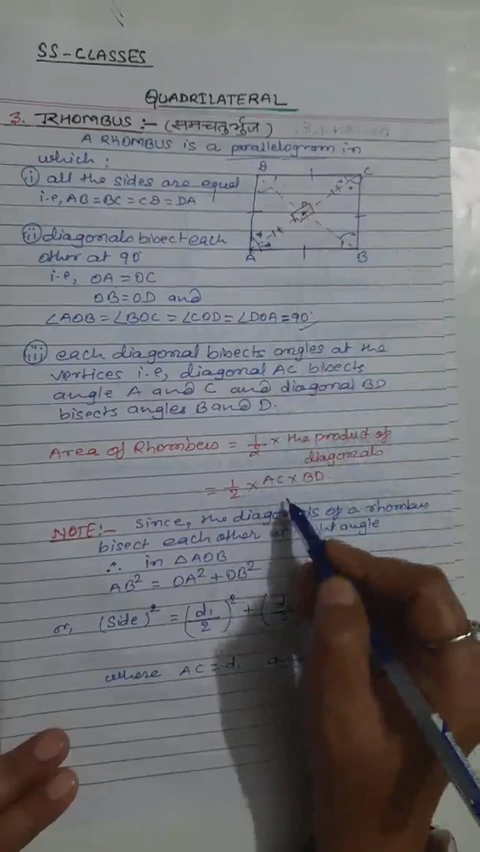 SS-CLASSES
QUADRILATERAL
3. RHOMBUS:- (समचतुर्भुज)
A RHOMBUS is a parallelogram in
which:
(i) all the sides are equal
i.e, AB=BC=CD=DA
D C
O
A B
(ii) diagonals bisect each
other at 90°
i.e, OA=OC
OB=OD and
∠AOB=∠BOC=∠COD=∠DOA=90°
(iii) each diagonal bisects angles at the
vertices i.e, diagonal AC bisects
angle A and C and diagonal BD
bisects angles B and D.
Area of Rhombus = 1/2 × the product of
diagonals
= 1/2 × AC × BD
NOTE:- Since, the diagonals of a rhombus
bisect each other at angle
∴ in △AOB
AB² = OA² + OB²
or, (Side)² = (d₁/2)² + (d/2
where AC=d,